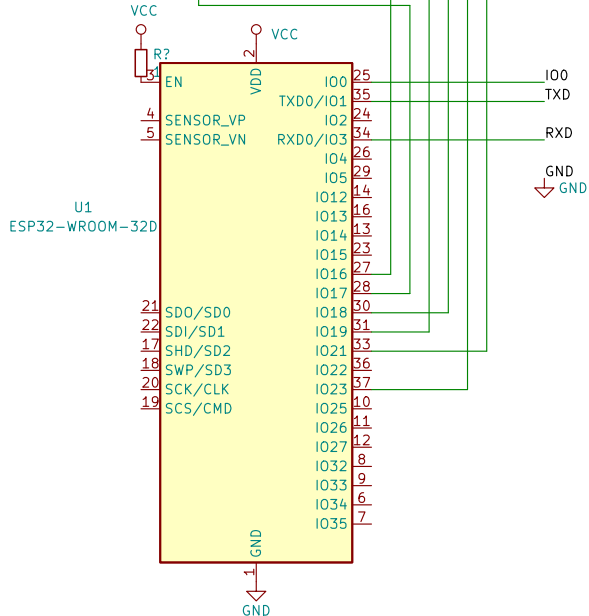 VCC
VCC
R?
1
2
3
EN
VDD
IO0 25 IO0
TXD0/IO1 35 TXD
4 SENSOR_VP
IO2 24
5 SENSOR_VN
RXD0/IO3 34 RXD
IO4 26
IO5 29
GND
GND
IO12 14
U1
IO13 16
ESP32-WROOM-32D
IO14 13
IO15 23
IO16 27
IO17 28
21 SDO/SD0
IO18 30
22 SDI/SD1
IO19 31
17 SHD/SD2
IO21 33
18 SWP/SD3
IO22 36
20 SCK/CLK
IO23 37
19 SCS/CMD
IO25 10
IO26 11
IO27 12
IO32 8
IO33 9
IO34 6
IO35 7
GND
1
GND